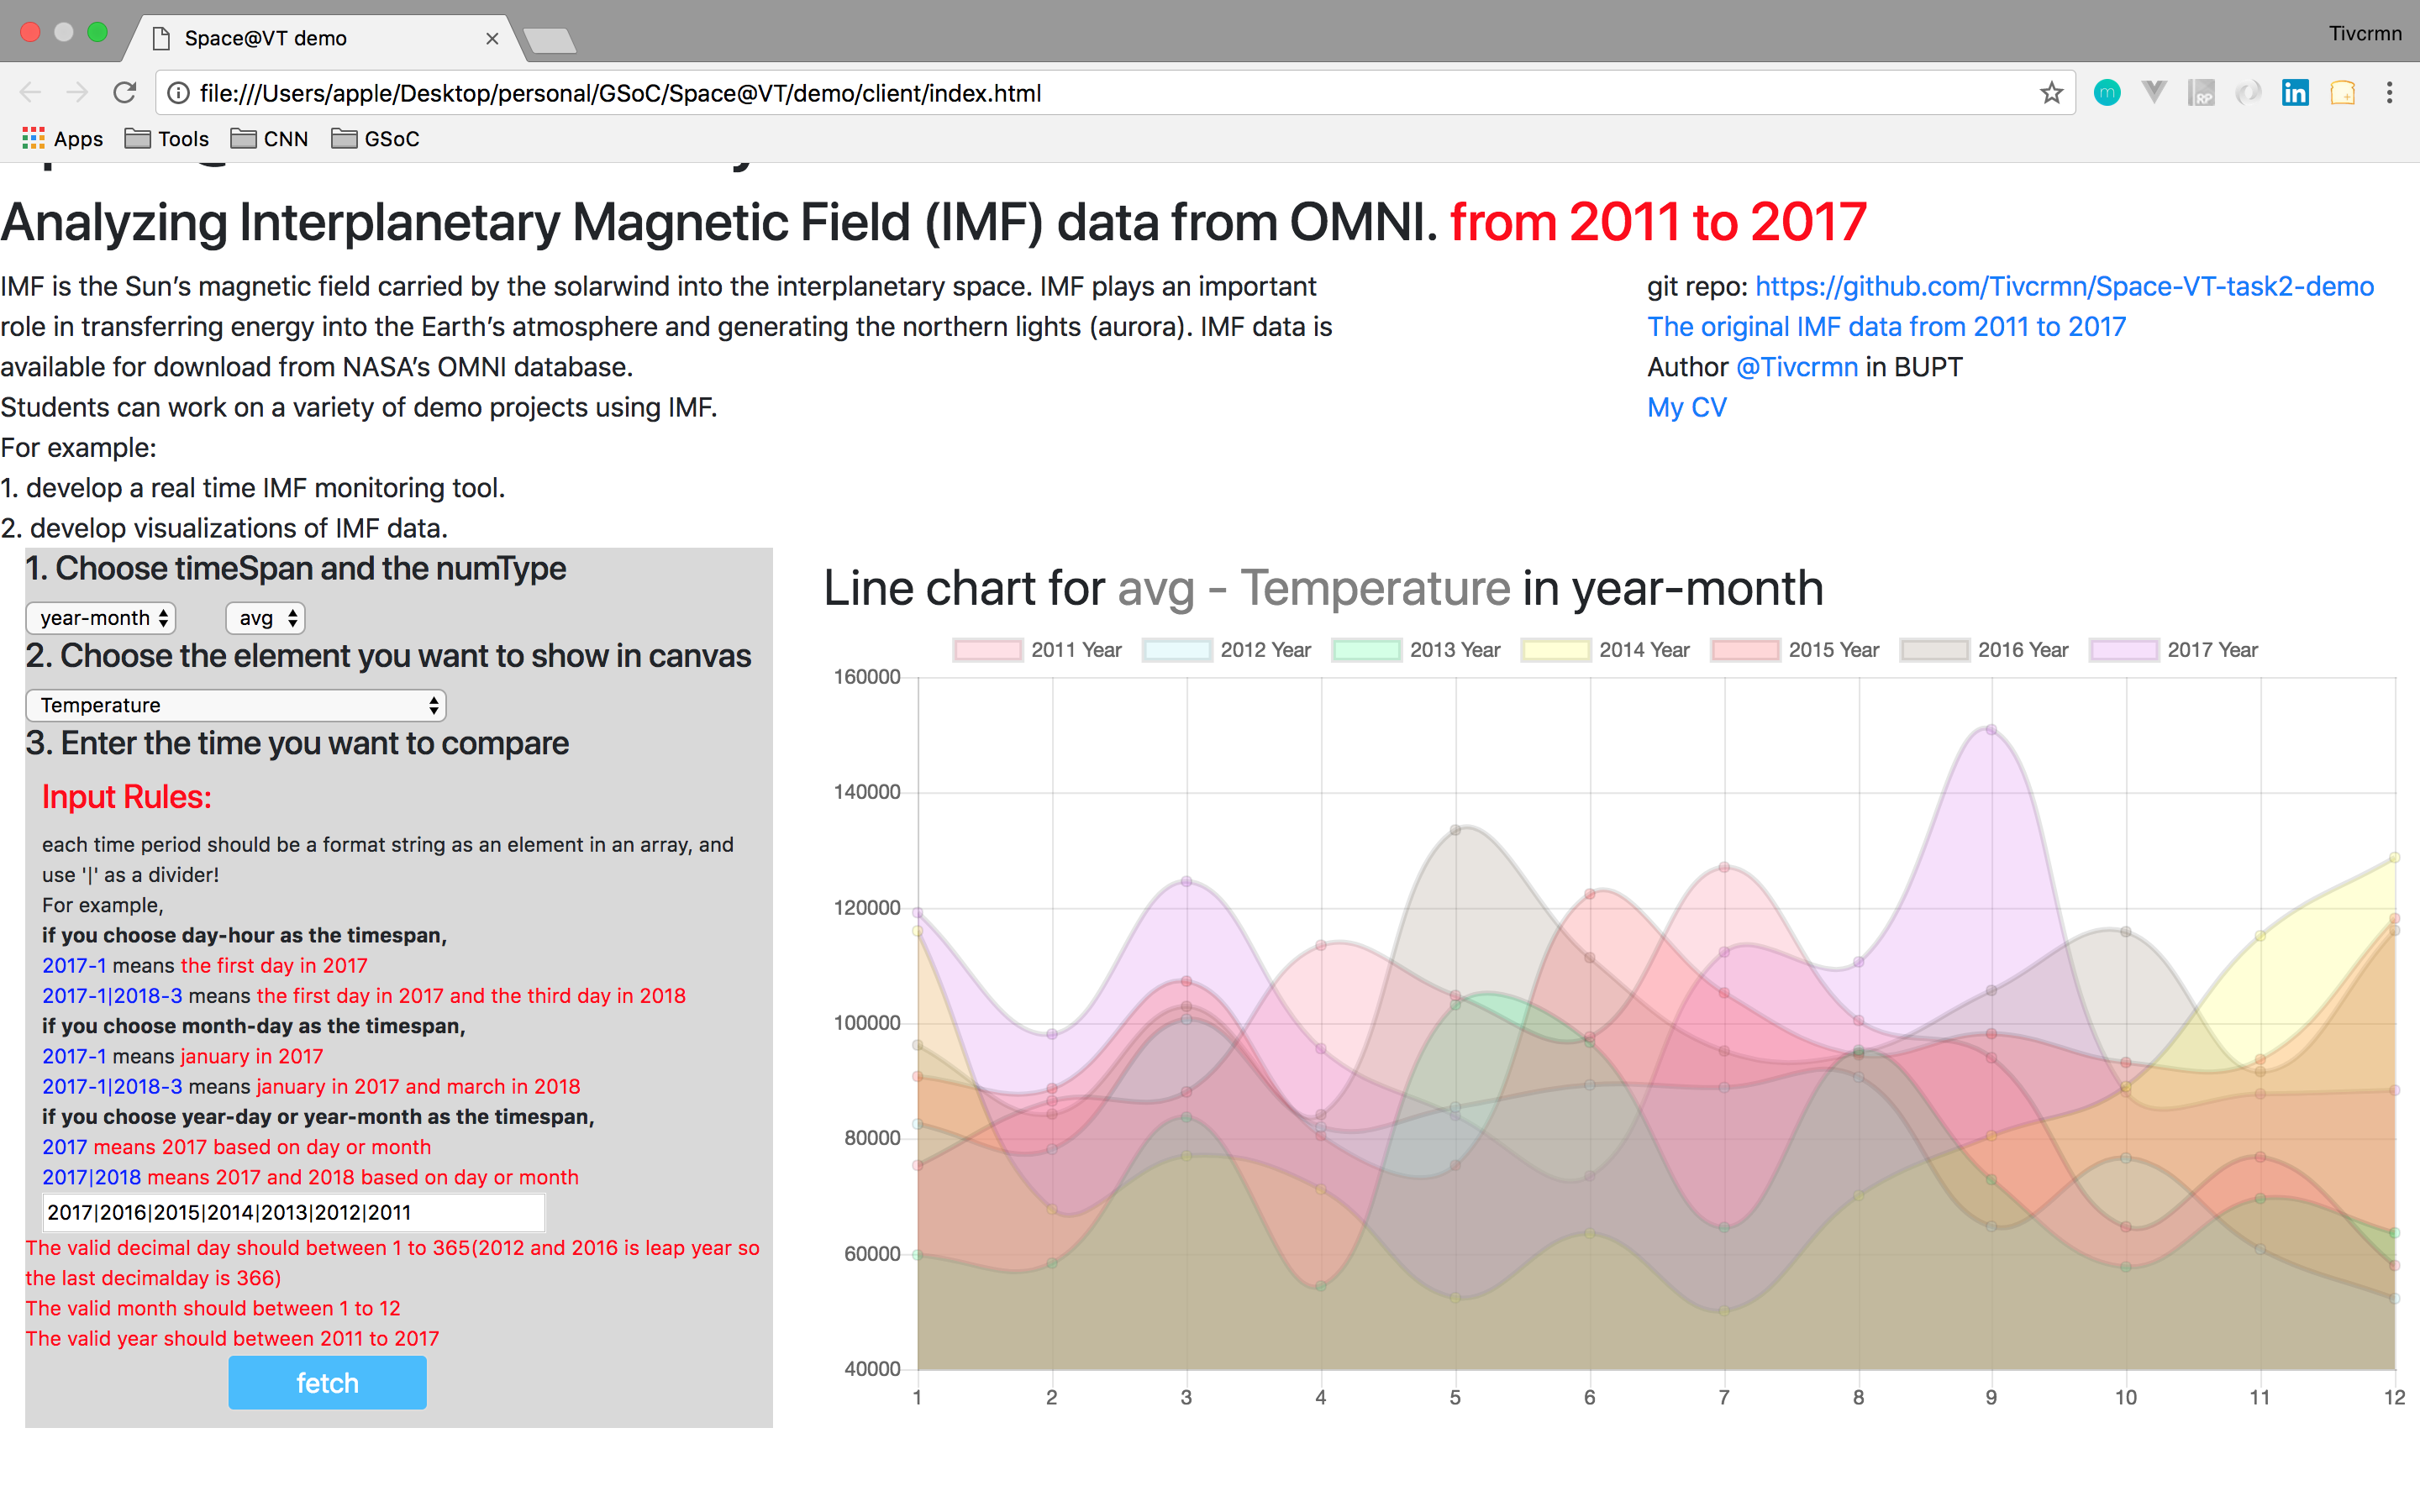 Space@VT demo
Tivcrmn
file:///Users/apple/Desktop/personal/GSoC/Space@VT/demo/client/index.html
Apps Tools CNN GSoC
Analyzing Interplanetary Magnetic Field (IMF) data from OMNI. from 2011 to 2017
IMF is the Sun’s magnetic field carried by the solarwind into the interplanetary space. IMF plays an important
role in transferring energy into the Earth’s atmosphere and generating the northern lights (aurora). IMF data is
available for download from NASA’s OMNI database.
Students can work on a variety of demo projects using IMF.
For example:
1. develop a real time IMF monitoring tool.
2. develop visualizations of IMF data.
git repo: https://github.com/Tivcrmn/Space-VT-task2-demo
The original IMF data from 2011 to 2017
Author @Tivcrmn in BUPT
My CV
1. Choose timeSpan and the numType
year-month avg
2. Choose the element you want to show in canvas
Temperature
3. Enter the time you want to compare
Input Rules:
each time period should be a format string as an element in an array, and
use '|' as a divider!
For example,
if you choose day-hour as the timespan,
2017-1 means the first day in 2017
2017-1|2018-3 means the first day in 2017 and the third day in 2018
if you choose month-day as the timespan,
2017-1 means january in 2017
2017-1|2018-3 means january in 2017 and march in 2018
if you choose year-day or year-month as the timespan,
2017 means 2017 based on day or month
2017|2018 means 2017 and 2018 based on day or month
2017|2016|2015|2014|2013|2012|2011
The valid decimal day should between 1 to 365(2012 and 2016 is leap year so
the last decimalday is 366)
The valid month should between 1 to 12
The valid year should between 2011 to 2017
fetch
Line chart for avg - Temperature in year-month
2011 Year 2012 Year 2013 Year 2014 Year 2015 Year 2016 Year 2017 Year
160000
140000
120000
100000
80000
60000
40000
1 2 3 4 5 6 7 8 9 10 11 12